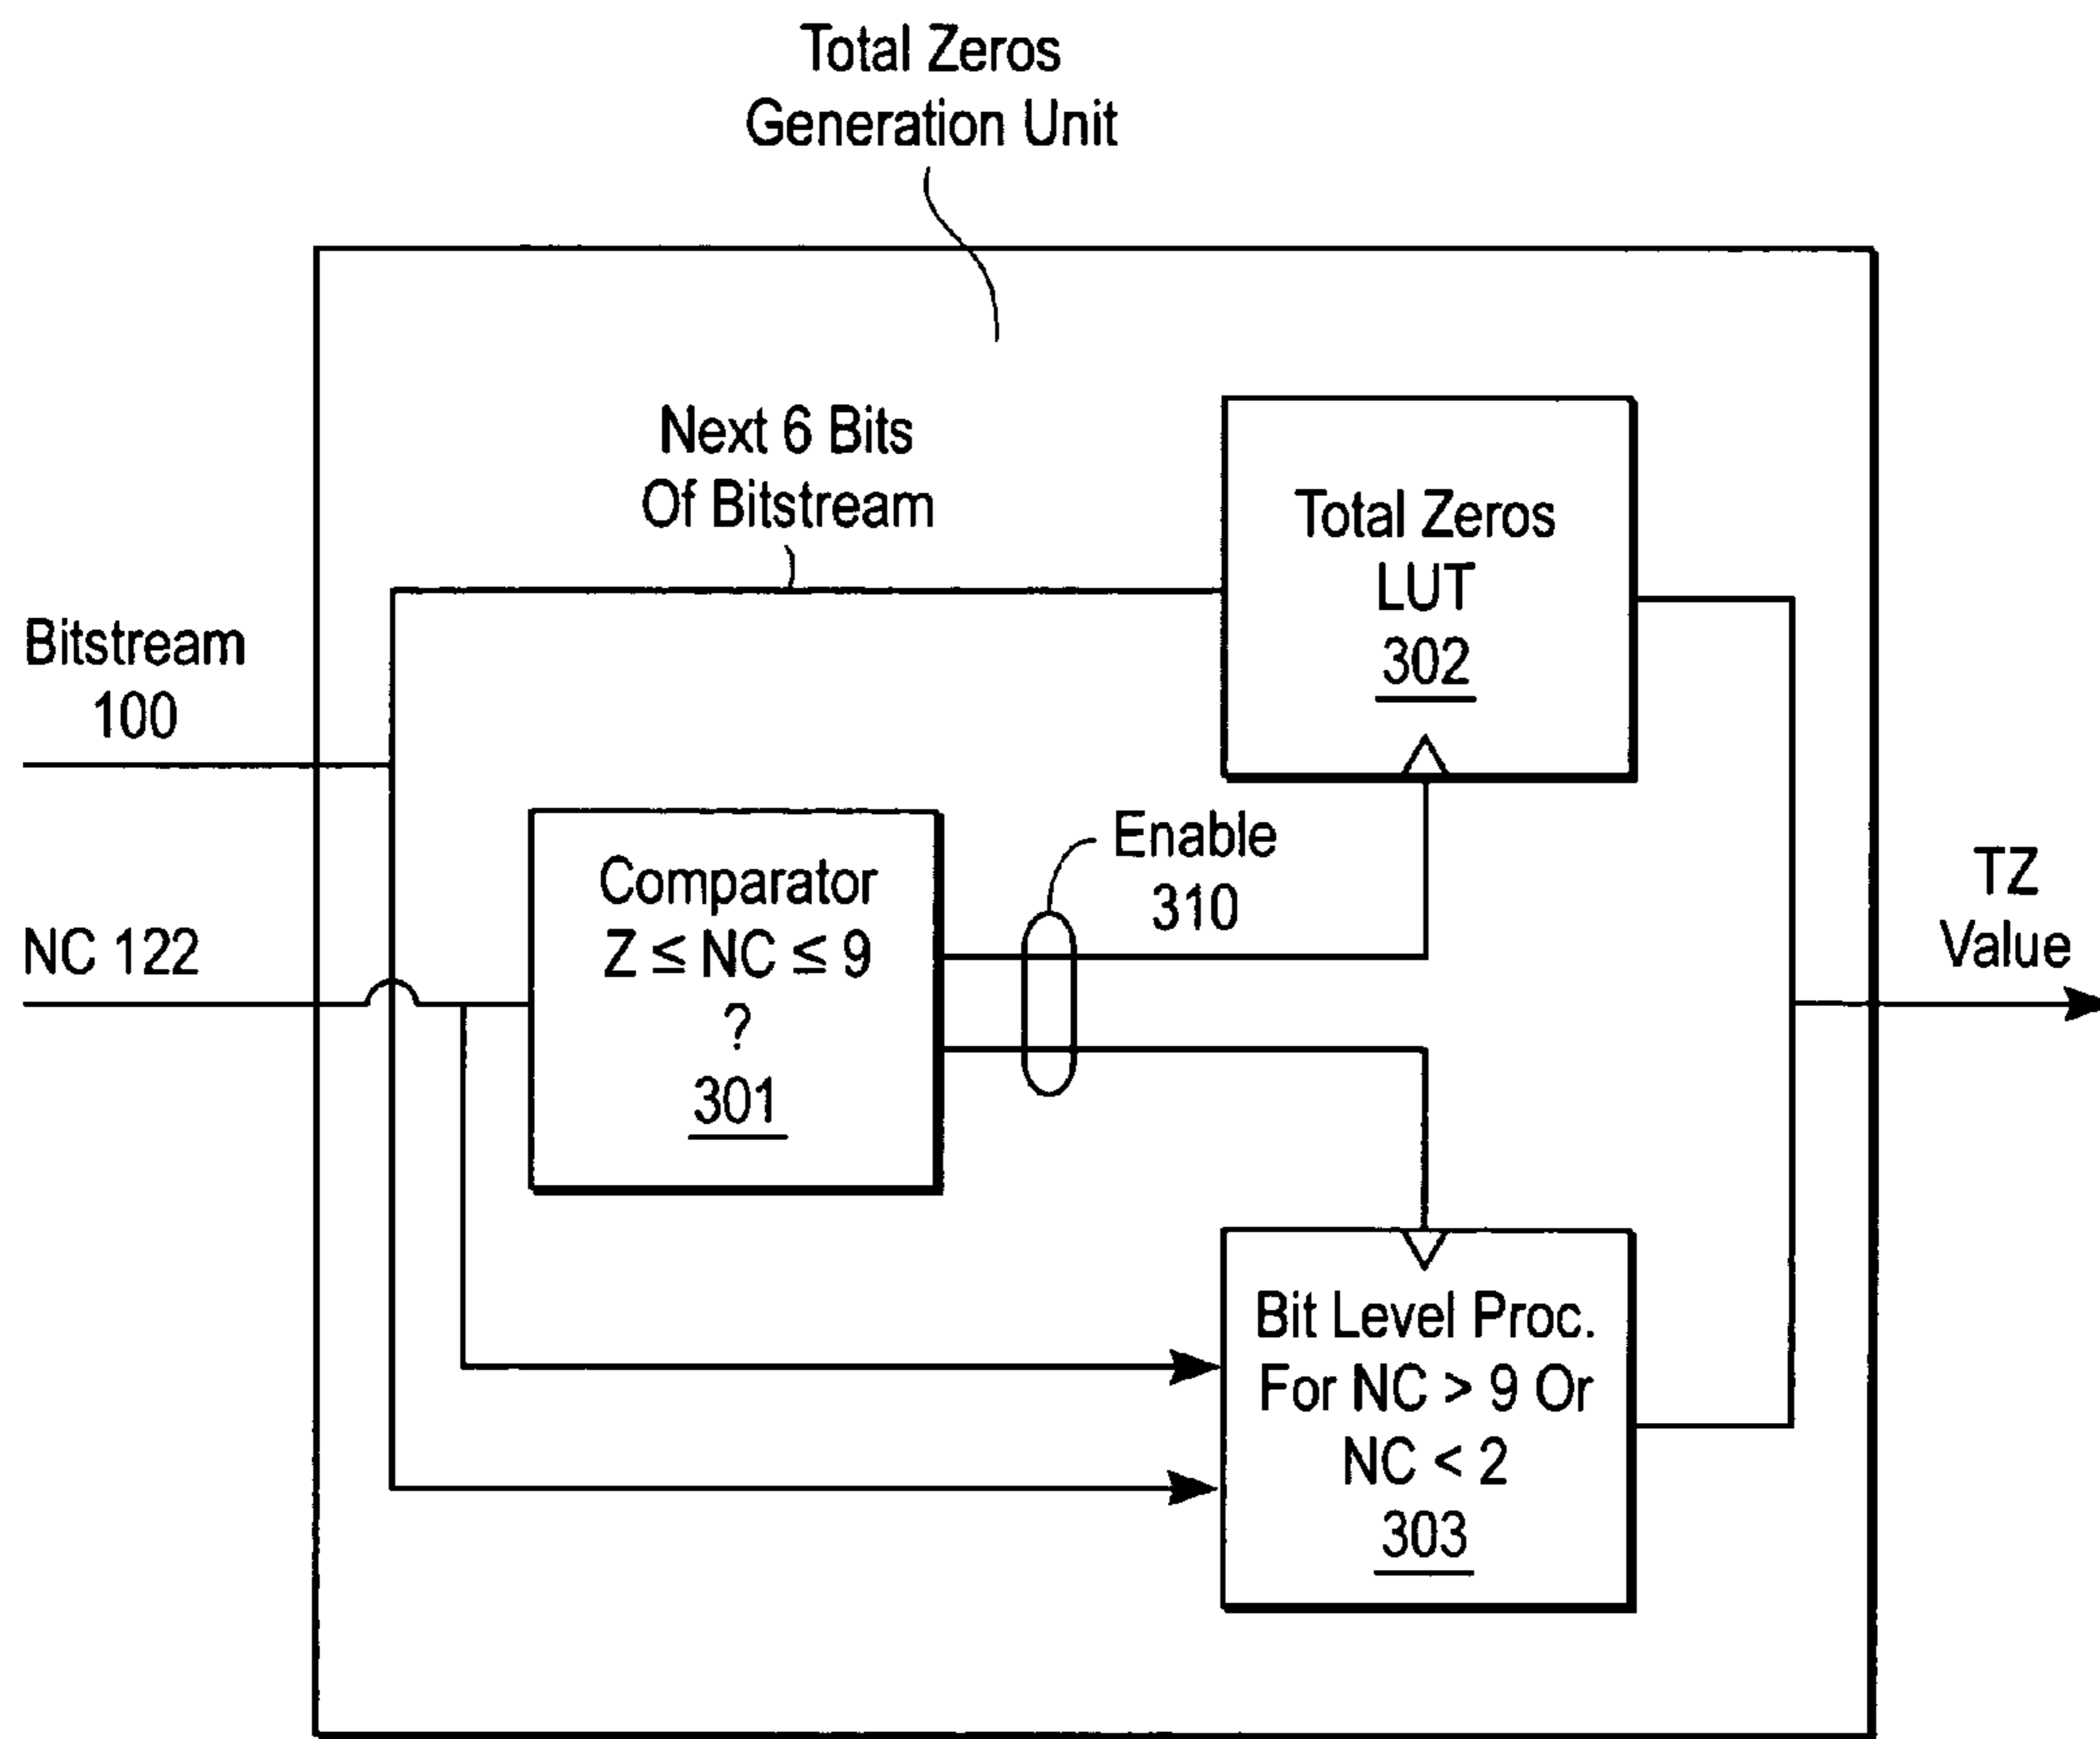 Total Zeros
Generation Unit
Next 6 Bits
Of Bitstream
Total Zeros
LUT
302
Bitstream
100
Enable
310
Comparator
Z ≤ NC ≤ 9
?
301
NC 122
TZ
Value
Bit Level Proc.
For NC > 9 Or
NC < 2
303